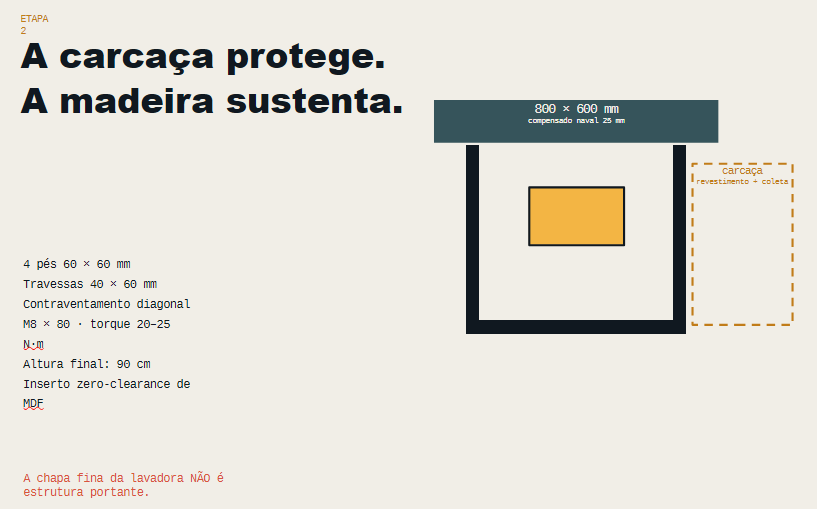 ETAPA
2
A carcaça protege.
A madeira sustenta.
800 × 600 mm
compensado naval 25 mm
carcaça
revestimento + coleta
4 pés 60 × 60 mm
Travessas 40 × 60 mm
Contraventamento diagonal
M8 × 80 · torque 20–25
N·m
Altura final: 90 cm
Inserto zero-clearance de
MDF
A chapa fina da lavadora NÃO é
estrutura portante.